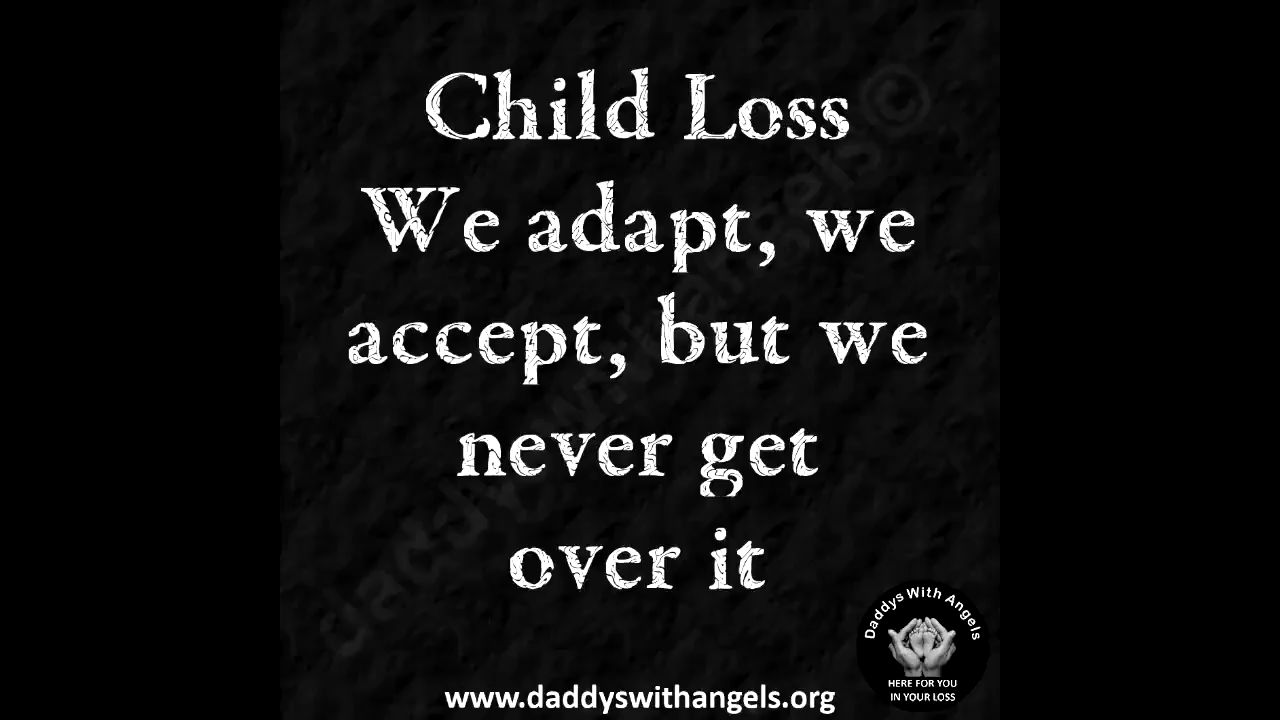 Child Loss
We adapt, we
accept, but we
never get
over it
Daddys With Angels
HERE FOR YOU
IN YOUR LOSS
www.daddyswithangels.org